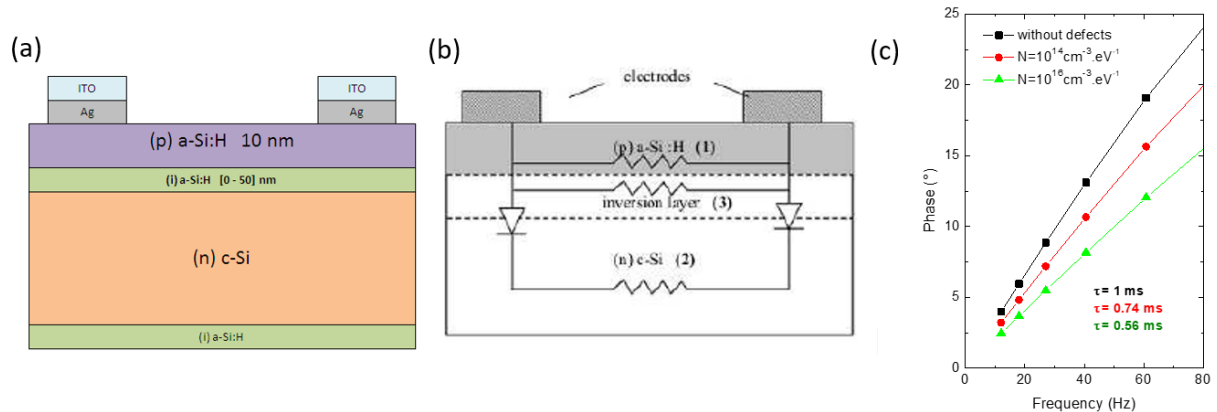 (a)
ITO
ITO
Ag
Ag
(p) a-Si:H 10 nm
(i) a-Si:H [0 - 50] nm
(n) c-Si
(i) a-Si:H
(b)
electrodes
(p) a-Si :H (1)
inversion layer (3)
(n) c-Si (2)
(c)
without defects
N=10¹⁴cm⁻³.eV⁻¹
N=10¹⁶cm⁻³.eV⁻¹
τ= 1 ms
τ= 0.74 ms
τ= 0.56 ms
Phase (°)
25
20
15
10
5
0
0 20 40 60 80
Frequency (Hz)